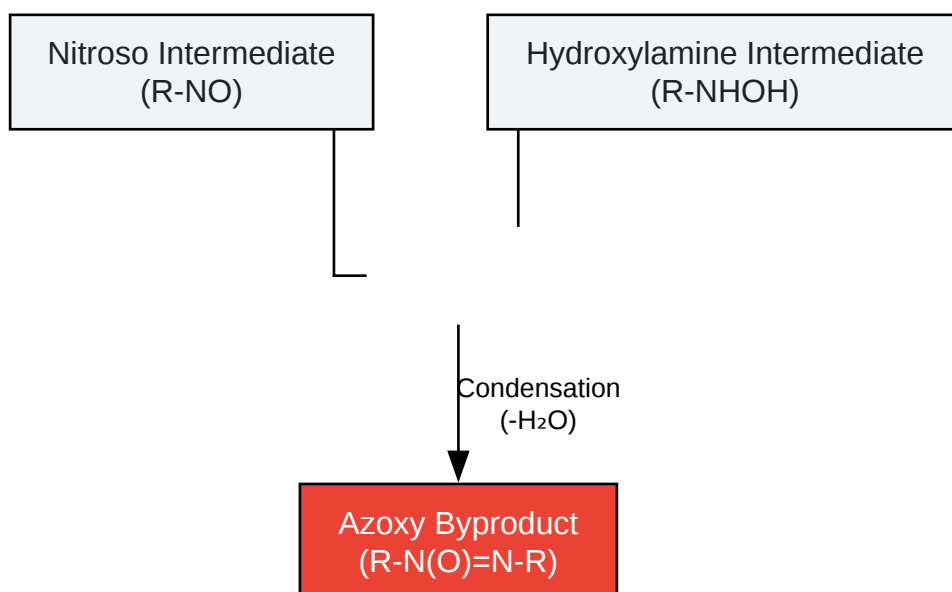 Nitroso Intermediate
(R-NO)
Hydroxylamine Intermediate
(R-NHOH)
Condensation
(-H₂O)
Azoxy Byproduct
(R-N(O)=N-R)